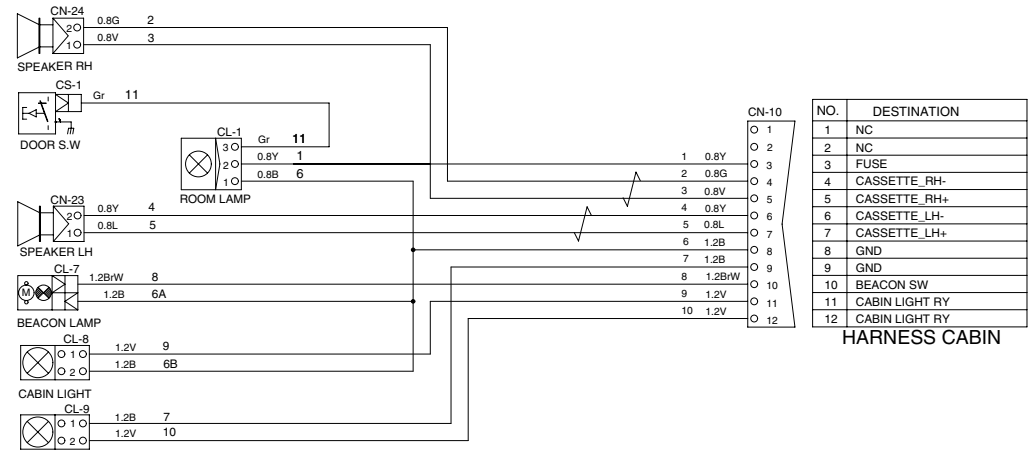 CN-24
2 0.8G 2
1 0.8V 3
SPEAKER RH
CS-1
Gr 11
DOOR S.W
CL-1
3 Gr 11
2 0.8Y 1
1 0.8B 6
ROOM LAMP
CN-23
2 0.8Y 4
1 0.8L 5
SPEAKER LH
CL-7
M 1.2BrW 8
1.2B 6A
BEACON LAMP
CL-8
1 1.2V 9
2 1.2B 6B
CABIN LIGHT
CL-9
1 1.2B 7
2 1.2V 10
CN-10
1
2
1 0.8Y 3
2 0.8G 4
3 0.8V 5
4 0.8Y 6
5 0.8L 7
6 1.2B 8
7 1.2B 9
8 1.2BrW 10
9 1.2V 11
10 1.2V 12
NO. DESTINATION
1 NC
2 NC
3 FUSE
4 CASSETTE_RH-
5 CASSETTE_RH+
6 CASSETTE_LH-
7 CASSETTE_LH+
8 GND
9 GND
10 BEACON SW
11 CABIN LIGHT RY
12 CABIN LIGHT RY
HARNESS CABIN